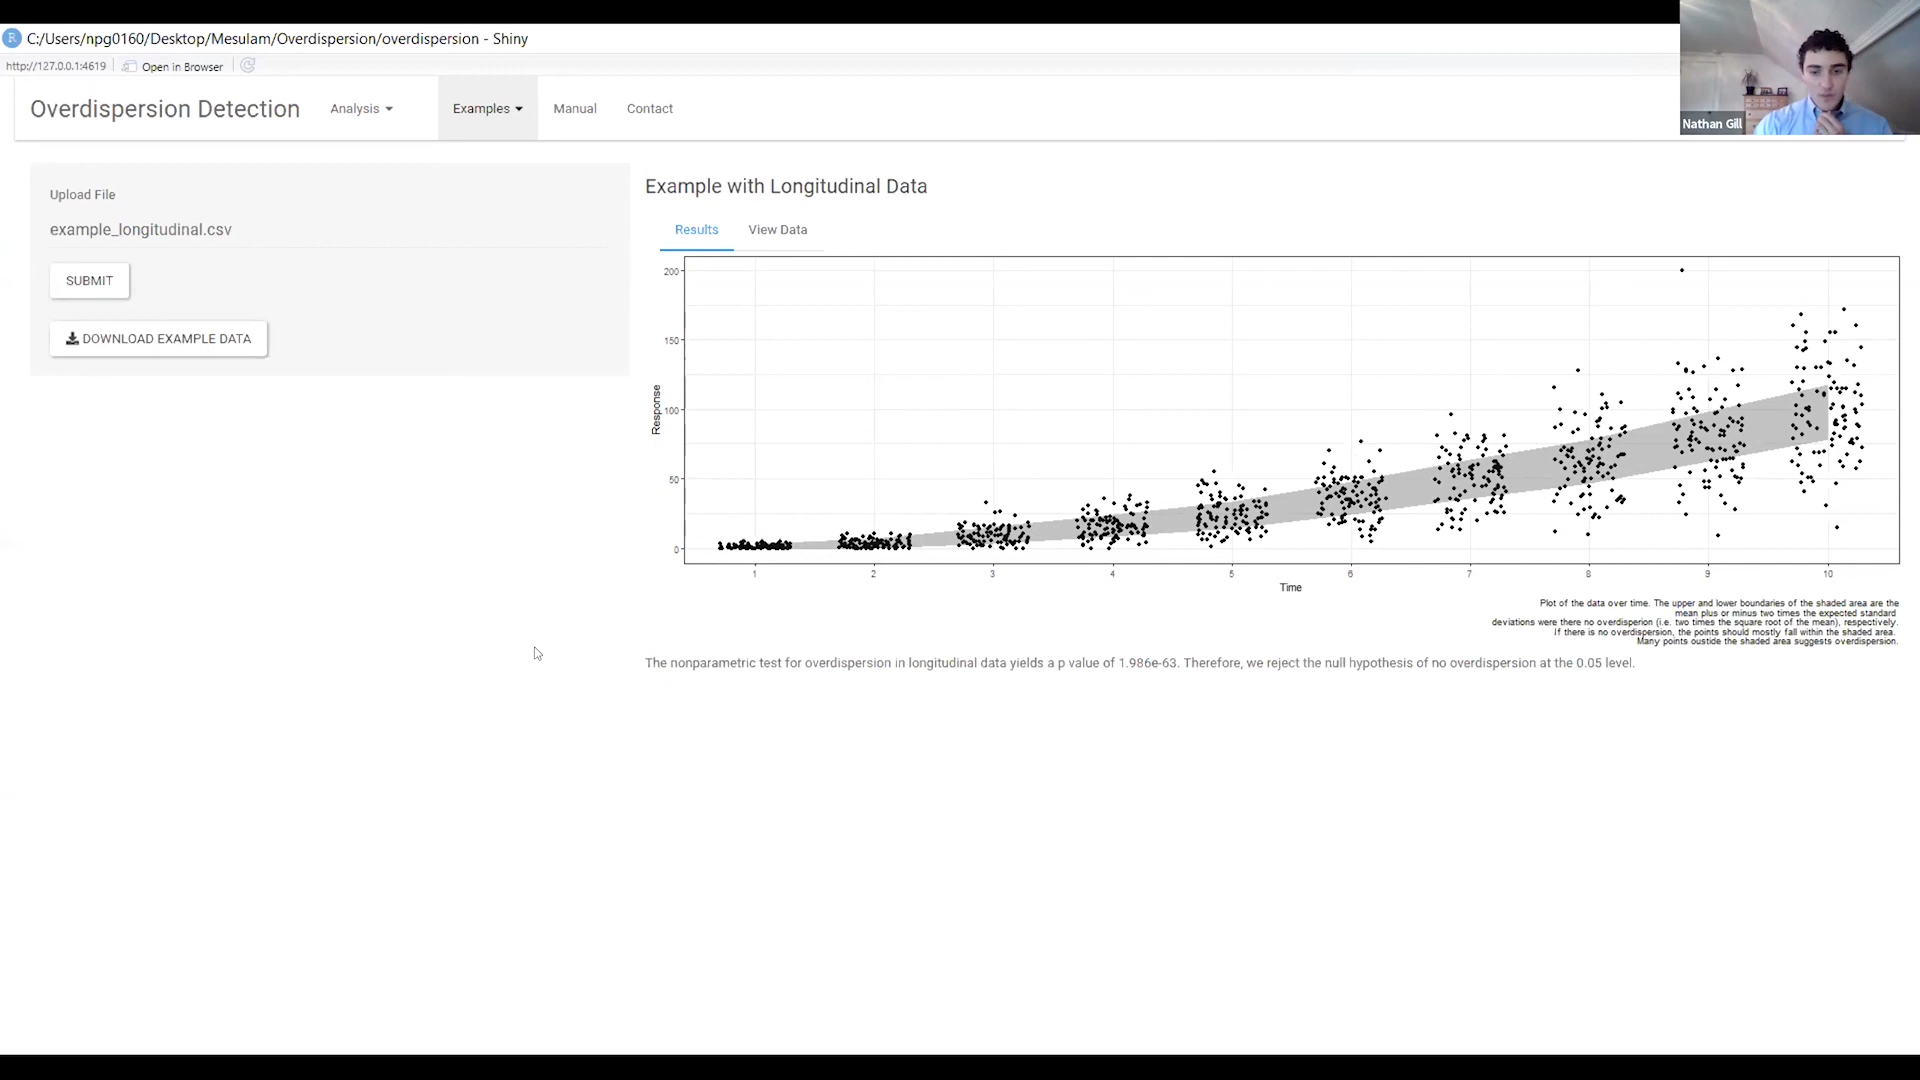 C:/Users/npg0160/Desktop/Mesulam/Overdispersion/overdispersion - Shiny
http://127.0.0.1:4619 Open in Browser
Nathan Gill
Overdispersion Detection Analysis Examples Manual Contact
Upload File
example_longitudinal.csv
SUBMIT
DOWNLOAD EXAMPLE DATA
Example with Longitudinal Data
Results View Data
200
150
100
50
0
Response
1 2 3 4 5 6 7 8 9 10
Time
Plot of the data over time. The upper and lower boundaries of the shaded area are the
mean plus or minus two times the expected standard
deviations were there no overdisperion (i.e. two times the square root of the mean), respectively.
If there is no overdispersion, the points should mostly fall within the shaded area.
Many points oustide the shaded area suggests overdispersion.
The nonparametric test for overdispersion in longitudinal data yields a p value of 1.986e-63. Therefore, we reject the null hypothesis of no overdispersion at the 0.05 level.